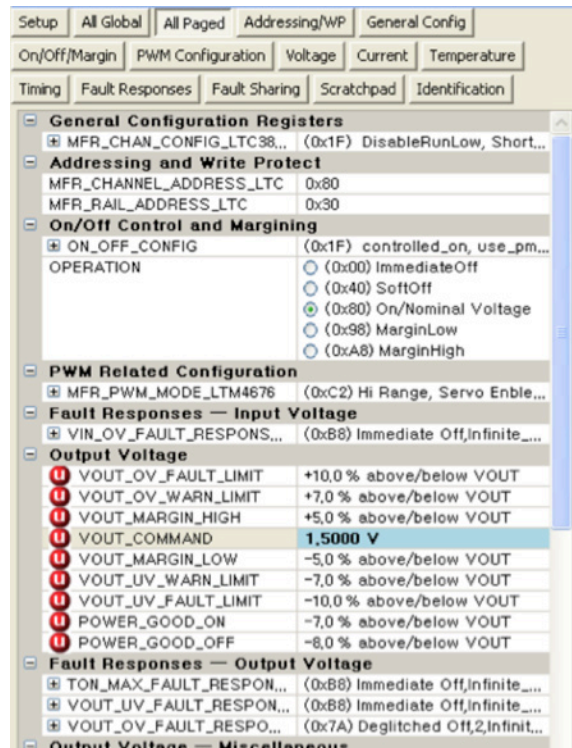 Setup All Global All Paged Addressing/WP General Config
On/Off/Margin PWM Configuration Voltage Current Temperature
Timing Fault Responses Fault Sharing Scratchpad Identification
General Configuration Registers
MFR_CHAN_CONFIG_LTC38... (0x1F) DisableRunLow, Short...
Addressing and Write Protect
MFR_CHANNEL_ADDRESS_LTC 0x80
MFR_RAIL_ADDRESS_LTC 0x30
On/Off Control and Margining
ON_OFF_CONFIG (0x1F) controlled_on, use_pm...
OPERATION (0x00) ImmediateOff
(0x40) SoftOff
(0x80) On/Nominal Voltage
(0x98) MarginLow
(0xA8) MarginHigh
PWM Related Configuration
MFR_PWM_MODE_LTM4676 (0xC2) Hi Range, Servo Enble...
Fault Responses — Input Voltage
VIN_OV_FAULT_RESPONS... (0xB8) Immediate Off,Infinite_...
Output Voltage
U VOUT_OV_FAULT_LIMIT +10,0 % above/below VOUT
U VOUT_OV_WARN_LIMIT +7,0 % above/below VOUT
U VOUT_MARGIN_HIGH +5,0 % above/below VOUT
U VOUT_COMMAND 1,5000 V
U VOUT_MARGIN_LOW -5,0 % above/below VOUT
U VOUT_UV_WARN_LIMIT -7,0 % above/below VOUT
U VOUT_UV_FAULT_LIMIT -10,0 % above/below VOUT
U POWER_GOOD_ON -7,0 % above/below VOUT
U POWER_GOOD_OFF -8,0 % above/below VOUT
Fault Responses — Output Voltage
TON_MAX_FAULT_RESPON... (0xB8) Immediate Off,Infinite_...
VOUT_UV_FAULT_RESPON... (0xB8) Immediate Off,Infinite_...
VOUT_OV_FAULT_RESPO... (0x7A) Deglitched Off,2,Infinit...
Output Voltage — Miscellaneous